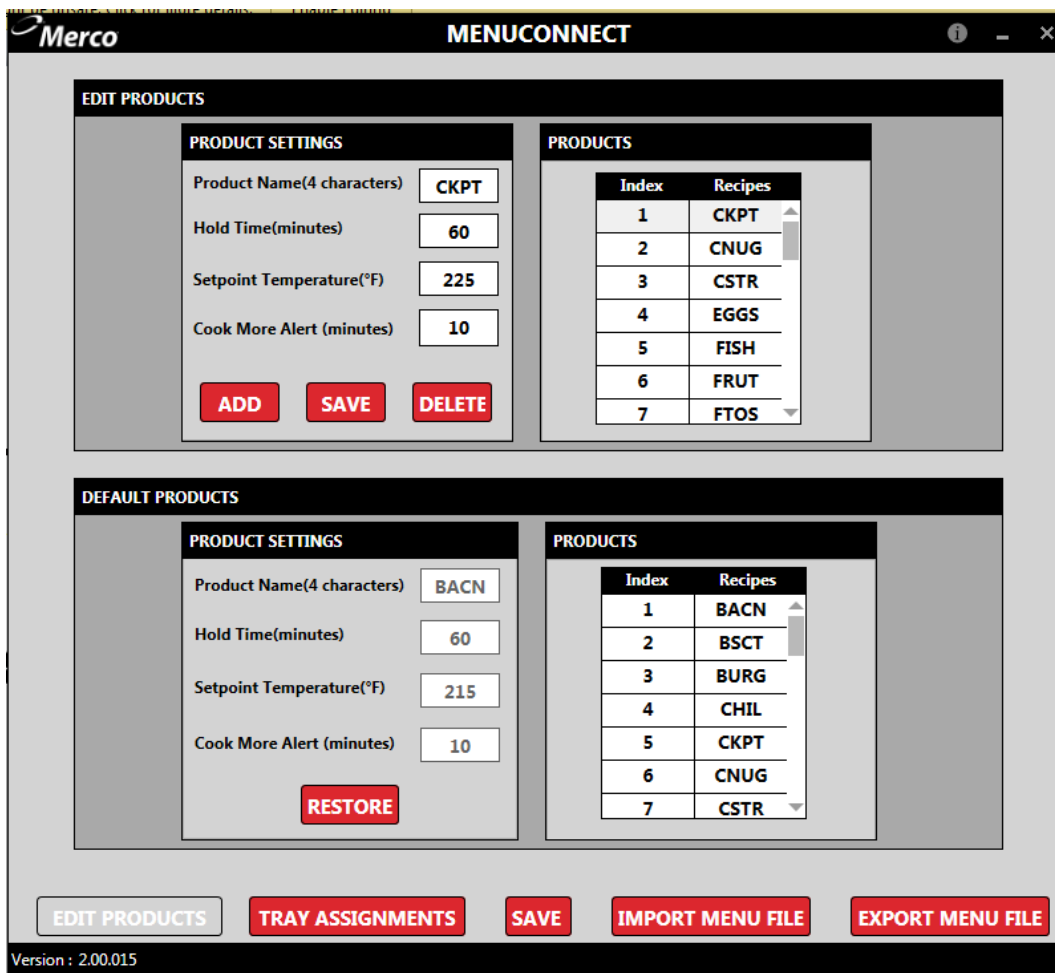 Merco
MENUCONNECT
EDIT PRODUCTS
PRODUCT SETTINGS
Product Name(4 characters) CKPT
Hold Time(minutes) 60
Setpoint Temperature(°F) 225
Cook More Alert (minutes) 10
ADD SAVE DELETE
PRODUCTS
Index Recipes
1 CKPT
2 CNUG
3 CSTR
4 EGGS
5 FISH
6 FRUT
7 FTOS
DEFAULT PRODUCTS
PRODUCT SETTINGS
Product Name(4 characters) BACN
Hold Time(minutes) 60
Setpoint Temperature(°F) 215
Cook More Alert (minutes) 10
RESTORE
PRODUCTS
Index Recipes
1 BACN
2 BSCT
3 BURG
4 CHIL
5 CKPT
6 CNUG
7 CSTR
EDIT PRODUCTS TRAY ASSIGNMENTS SAVE IMPORT MENU FILE EXPORT MENU FILE
Version : 2.00.015